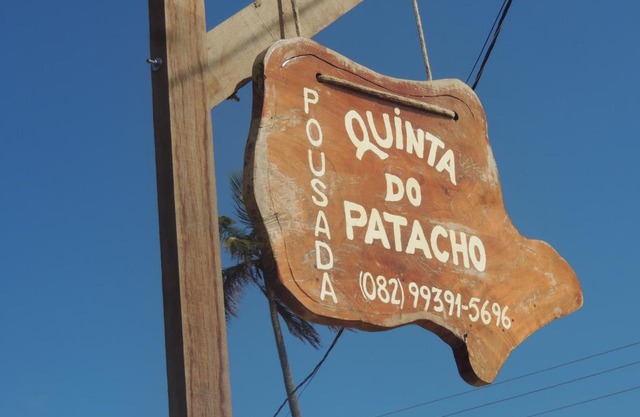 POUSADA
QUiNTA
DO
PATACHO
(082) 99391-5696